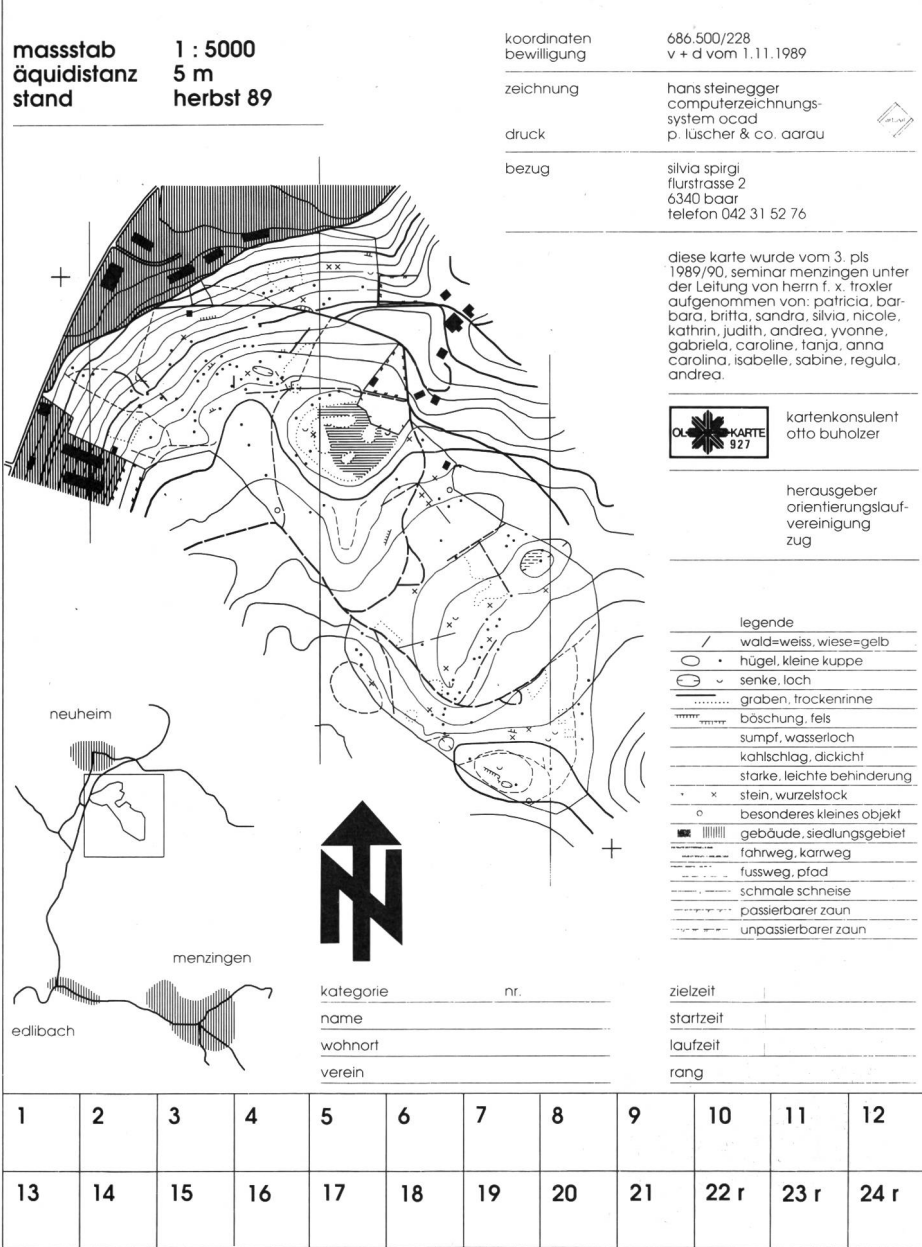 massstab 1 : 5000
äquidistanz 5 m
stand herbst 89
koordinaten 686.500/228
bewilligung v + d vom 1.11.1989
zeichnung hans steinegger
computerzeichnungs-
system ocad
druck p. lüscher & co. aarau
bezug silvia spirgi
flurstrasse 2
6340 baar
telefon 042 31 52 76
diese karte wurde vom 3. pls
1989/90, seminar menzingen unter
der Leitung von herrn f. x. troxler
aufgenommen von: patricia, bar-
bara, britta, sandra, silvia, nicole,
kathrin, judith, andrea, yvonne,
gabriela, caroline, tanja, anna
carolina, isabelle, sabine, regula,
andrea.
OL KARTE
927
kartenkonsulent
otto buholzer
herausgeber
orientierungslauf-
vereinigung
zug
legende
wald=weiss, wiese=gelb
hügel, kleine kuppe
senke, loch
graben, trockenrinne
böschung, fels
sumpf, wasserloch
kahlschlag, dickicht
starke, leichte behinderung
stein, wurzelstock
besonderes kleines objekt
gebäude, siedlungsgebiet
fahrweg, karrweg
fussweg, pfad
schmale schneise
passierbarer zaun
unpassierbarer zaun
neuheim
menzingen
edlibach
N
kategorie nr.
name
wohnort
verein
zielzeit
startzeit
laufzeit
rang
1 2 3 4 5 6 7 8 9 10 11 12
13 14 15 16 17 18 19 20 21 22 r 23 r 24 r